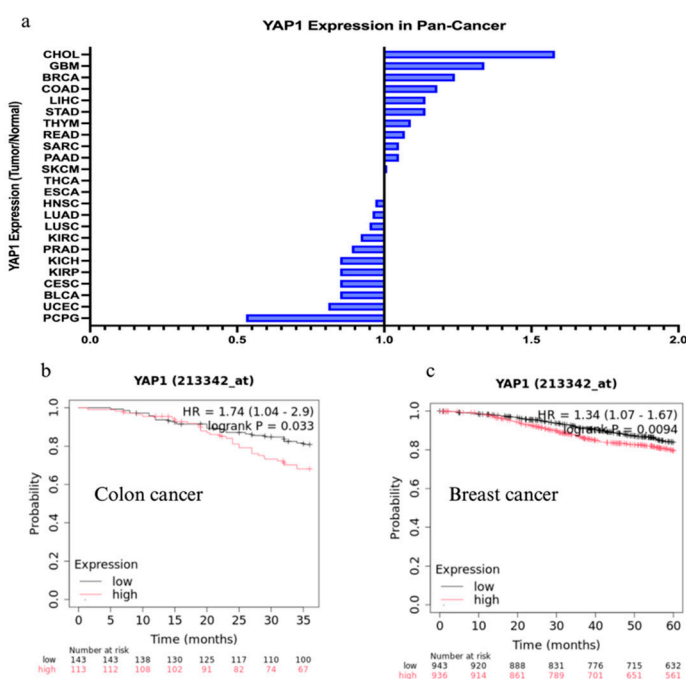 a
YAP1 Expression in Pan-Cancer
YAP1 Expression (Tumor/Normal)
CHOL
GBM
BRCA
COAD
LIHC
STAD
THYM
READ
SARC
PAAD
SKCM
THCA
ESCA
HNSC
LUAD
LUSC
KIRC
PRAD
KICH
KIRP
CESC
BLCA
UCEC
PCPG
0.0 0.5 1.0 1.5 2.0
b
YAP1 (213342_at)
HR = 1.74 (1.04 - 2.9)
logrank P = 0.033
Colon cancer
Probability
1.0
0.8
0.6
0.4
0.2
0.0
Expression
low
high
0 5 10 15 20 25 30 35
Time (months)
Number at risk
low 143 143 138 130 125 117 110 100
high 113 112 108 102 91 82 74 67
c
YAP1 (213342_at)
HR = 1.34 (1.07 - 1.67)
logrank P = 0.0094
Breast cancer
Probability
1.0
0.8
0.6
0.4
0.2
0.0
Expression
low
high
0 10 20 30 40 50 60
Time (months)
Number at risk
low 943 920 888 831 776 715 632
high 936 914 861 789 701 651 561